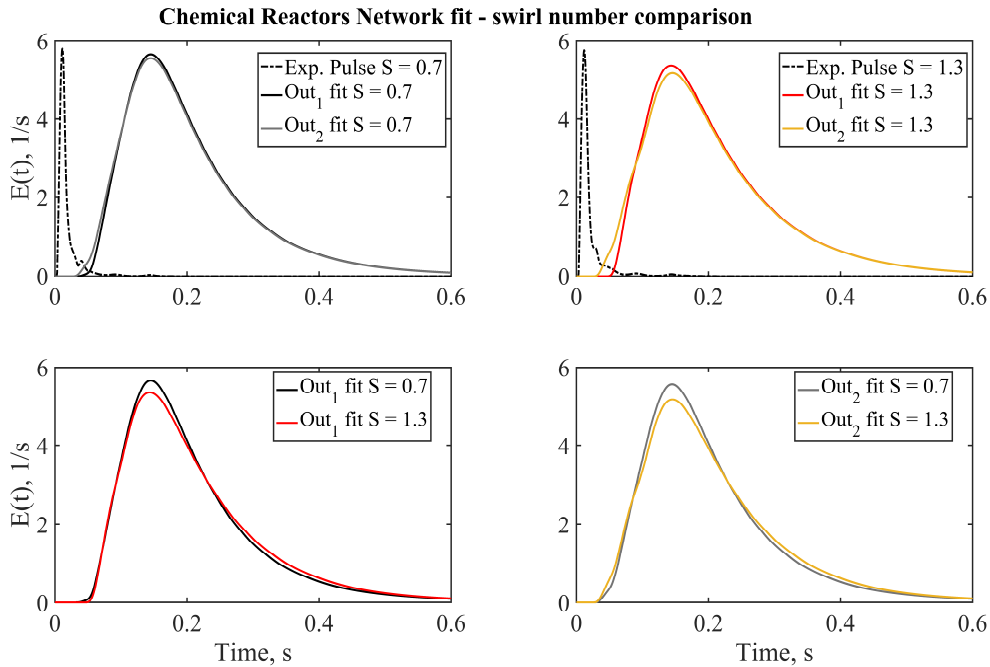 Chemical Reactors Network fit - swirl number comparison
6
4
2
0
E(t), 1/s
Exp. Pulse S = 0.7
Out1 fit S = 0.7
Out2 fit S = 0.7
0 0.2 0.4 0.6
6
4
2
0
Exp. Pulse S = 1.3
Out1 fit S = 1.3
Out2 fit S = 1.3
0 0.2 0.4 0.6
6
4
2
0
E(t), 1/s
Out1 fit S = 0.7
Out1 fit S = 1.3
0 0.2 0.4 0.6
Time, s
6
4
2
0
Out2 fit S = 0.7
Out2 fit S = 1.3
0 0.2 0.4 0.6
Time, s